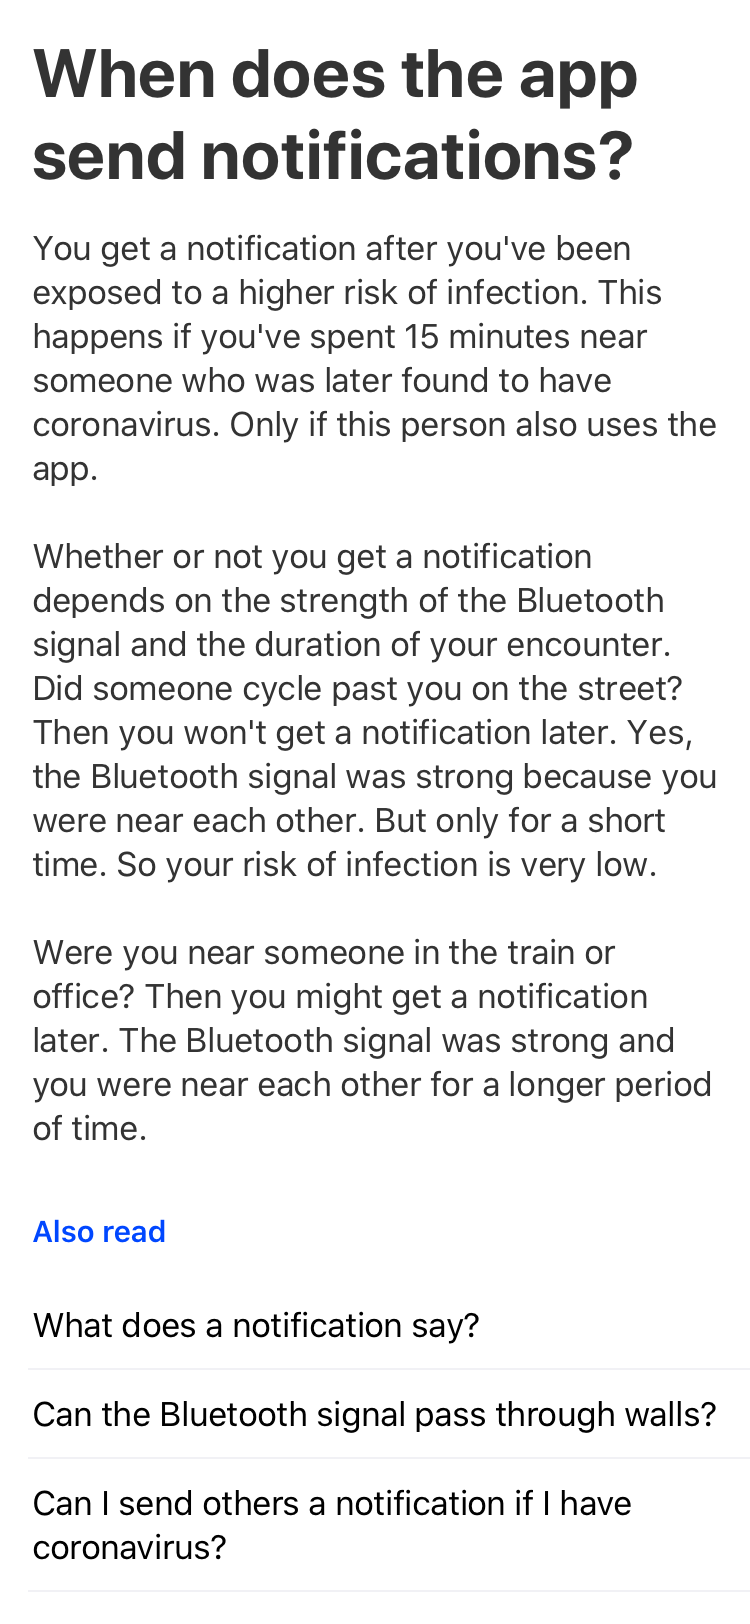 When does the app
send notifications?
You get a notification after you've been
exposed to a higher risk of infection. This
happens if you've spent 15 minutes near
someone who was later found to have
coronavirus. Only if this person also uses the
app.
Whether or not you get a notification
depends on the strength of the Bluetooth
signal and the duration of your encounter.
Did someone cycle past you on the street?
Then you won't get a notification later. Yes,
the Bluetooth signal was strong because you
were near each other. But only for a short
time. So your risk of infection is very low.
Were you near someone in the train or
office? Then you might get a notification
later. The Bluetooth signal was strong and
you were near each other for a longer period
of time.
Also read
What does a notification say?
Can the Bluetooth signal pass through walls?
Can I send others a notification if I have
coronavirus?